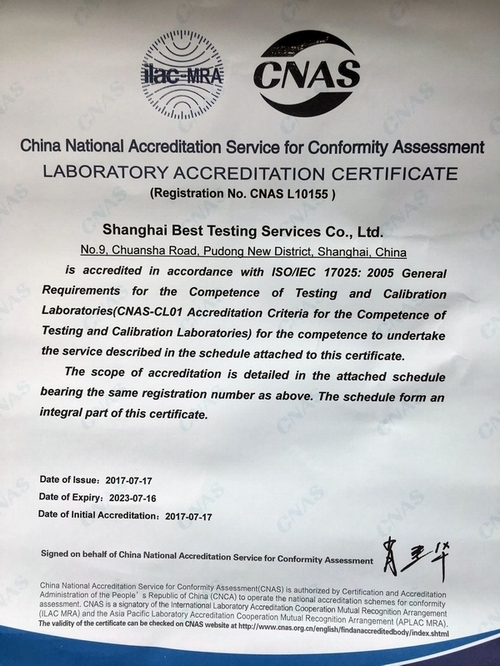 ilac-MRA
CNAS
China National Accreditation Service for Conformity Assessment
LABORATORY ACCREDITATION CERTIFICATE
(Registration No. CNAS L10155 )
Shanghai Best Testing Services Co., Ltd.
No.9, Chuansha Road, Pudong New District, Shanghai, China
is accredited in accordance with ISO/IEC 17025: 2005 General
Requirements for the Competence of Testing and Calibration
Laboratories(CNAS-CL01 Accreditation Criteria for the Competence of
Testing and Calibration Laboratories) for the competence to undertake
the service described in the schedule attached to this certificate.
The scope of accreditation is detailed in the attached schedule
bearing the same registration number as above. The schedule form an
integral part of this certificate.
Date of Issue: 2017-07-17
Date of Expiry: 2023-07-16
Date of Initial Accreditation: 2017-07-17
Signed on behalf of China National Accreditation Service for Conformity Assessment
China National Accreditation Service for Conformity Assessment(CNAS) is authorized by Certification and Accreditation
Administration of the People's Republic of China (CNCA) to operate the national accreditation schemes for conformity
assessment. CNAS is a signatory of the International Laboratory Accreditation Cooperation Mutual Recognition Arrangement
(ILAC MRA) and the Asia Pacific Laboratory Accreditation Cooperation Mutual Recognition Arrangement (APLAC MRA).
The validity of the certificate can be checked on CNAS website at http://www.cnas.org.cn/english/findanaccreditedbody/index.shtml